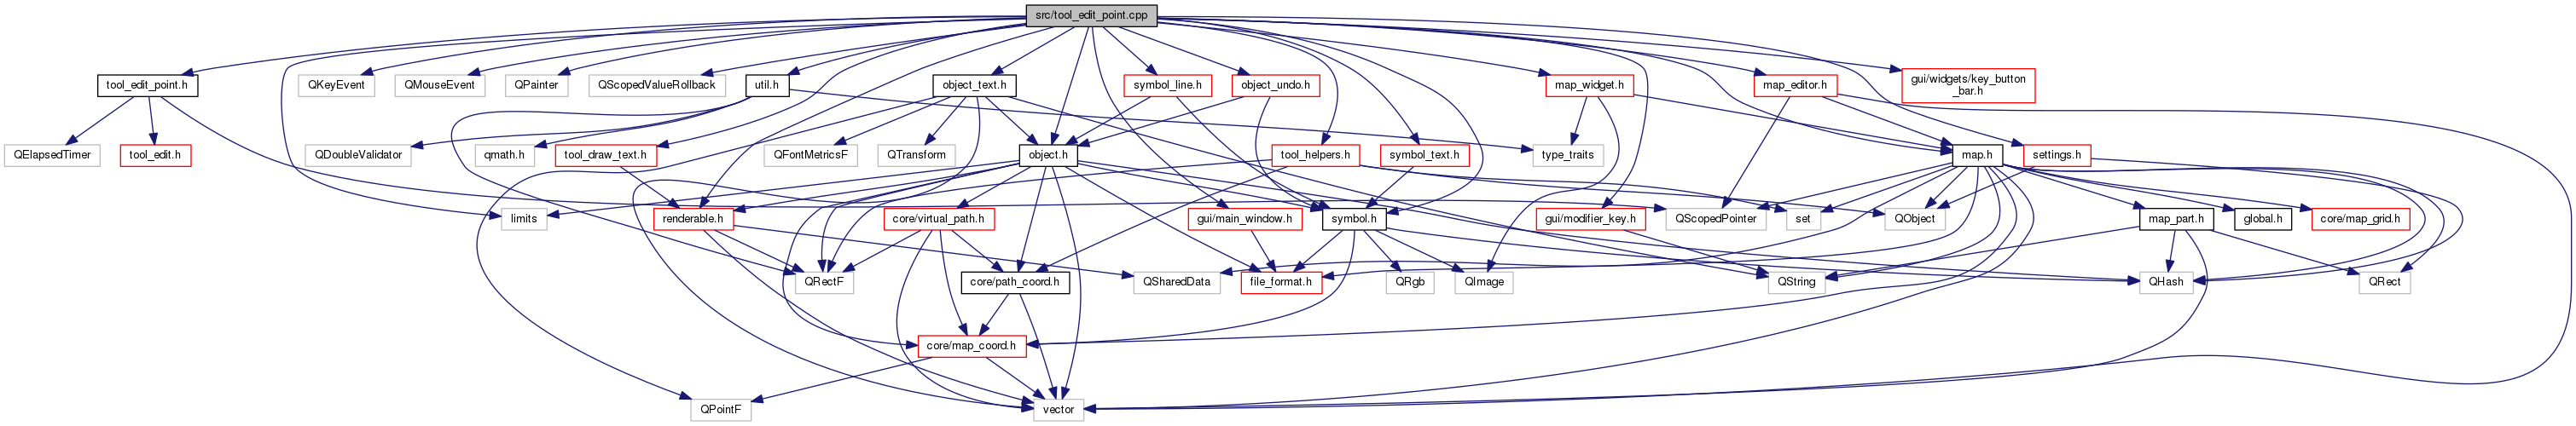 src/tool_edit_point.cpp
tool_edit_point.h
QKeyEvent
QMouseEvent
QPainter
QScopedValueRollback
util.h
object_text.h
symbol_line.h
object_undo.h
map_widget.h
map_editor.h
gui/widgets/key_button
_bar.h
QElapsedTimer
tool_edit.h
QDoubleValidator
qmath.h
tool_draw_text.h
QFontMetricsF
QTransform
object.h
tool_helpers.h
symbol_text.h
type_traits
map.h
settings.h
limits
renderable.h
core/virtual_path.h
gui/main_window.h
symbol.h
gui/modifier_key.h
QScopedPointer
set
QObject
map_part.h
global.h
core/map_grid.h
QRectF
core/path_coord.h
QSharedData
file_format.h
QRgb
QImage
QString
QHash
QRect
core/map_coord.h
QPointF
vector